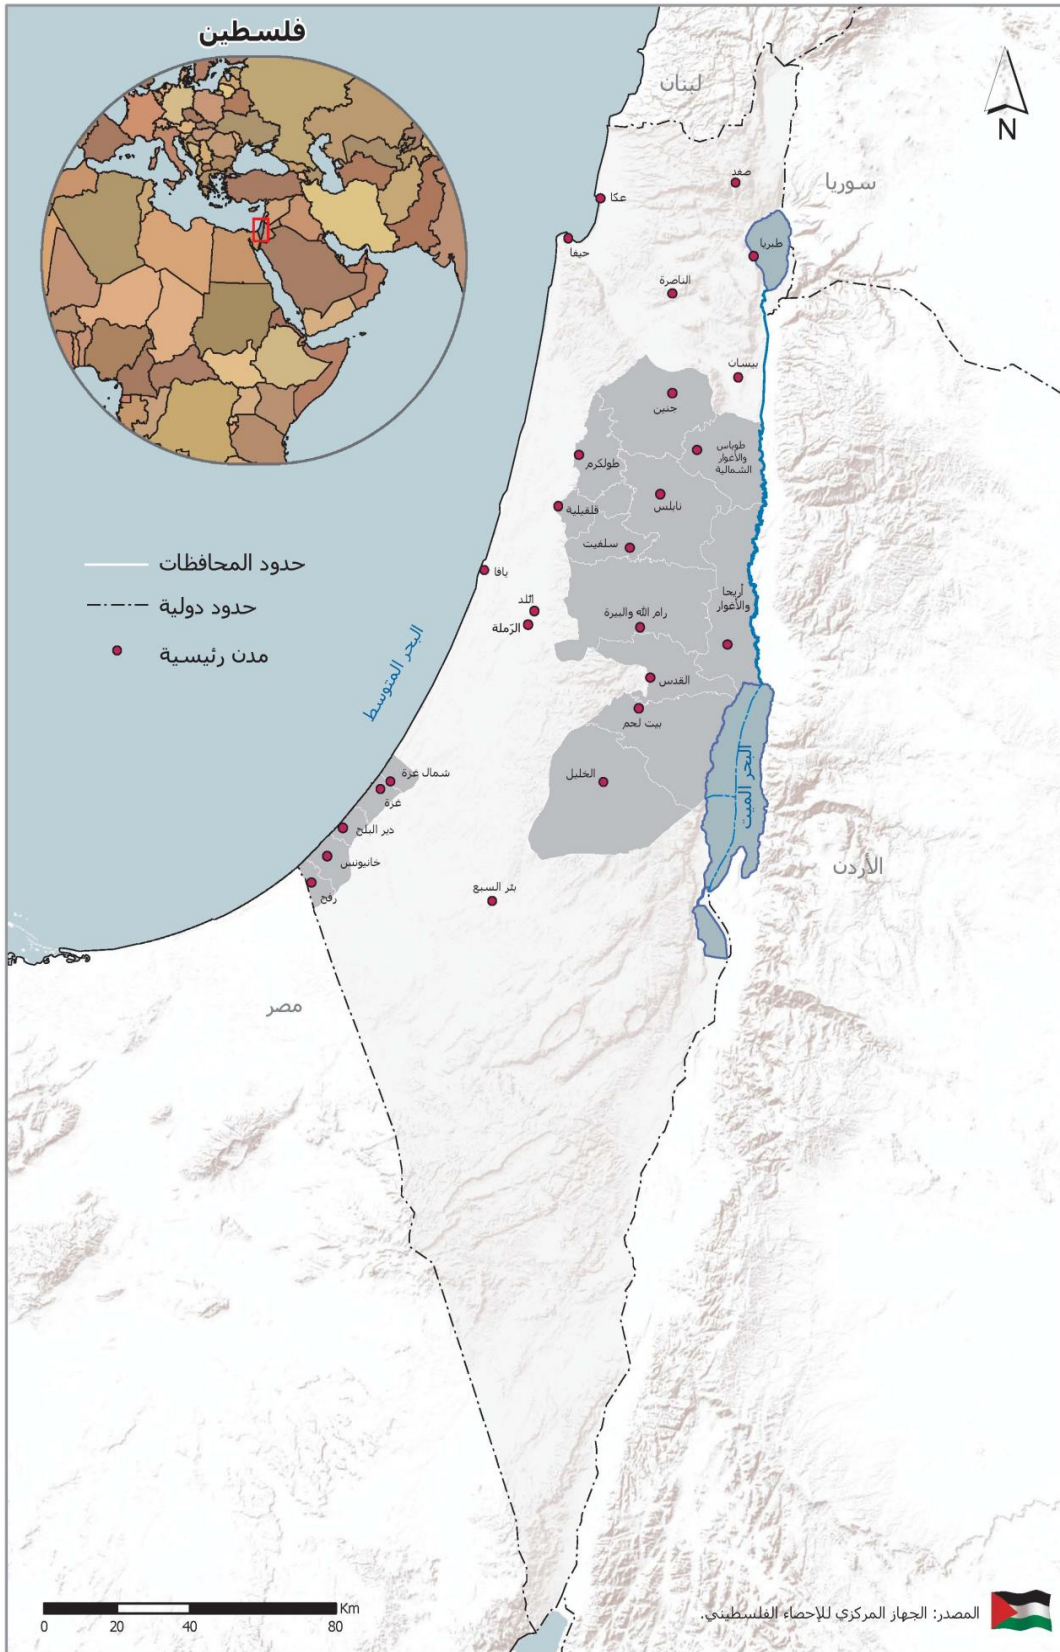 فلسطين
N
لبنان
سوريا
صفد
عكا
طبريا
حيفا
الناصرة
بيسان
جنين
طوباس
والأغوار
الشمالية
طولكرم
نابلس
قلقيلية
سلفيت
حدود المحافظات
حدود دولية
مدن رئيسية
يافا
اللد
الرّملة
رام الله والبيرة
أريحا
والأغوار
البحر المتوسط
القدس
بيت لحم
البحر الميت
الخليل
شمال غزة
غزة
دير البلح
خانيونس
رفح
بئر السبع
الأردن
مصر
Km
0 20 40 80
المصدر: الجهاز المركزي للإحصاء الفلسطيني.